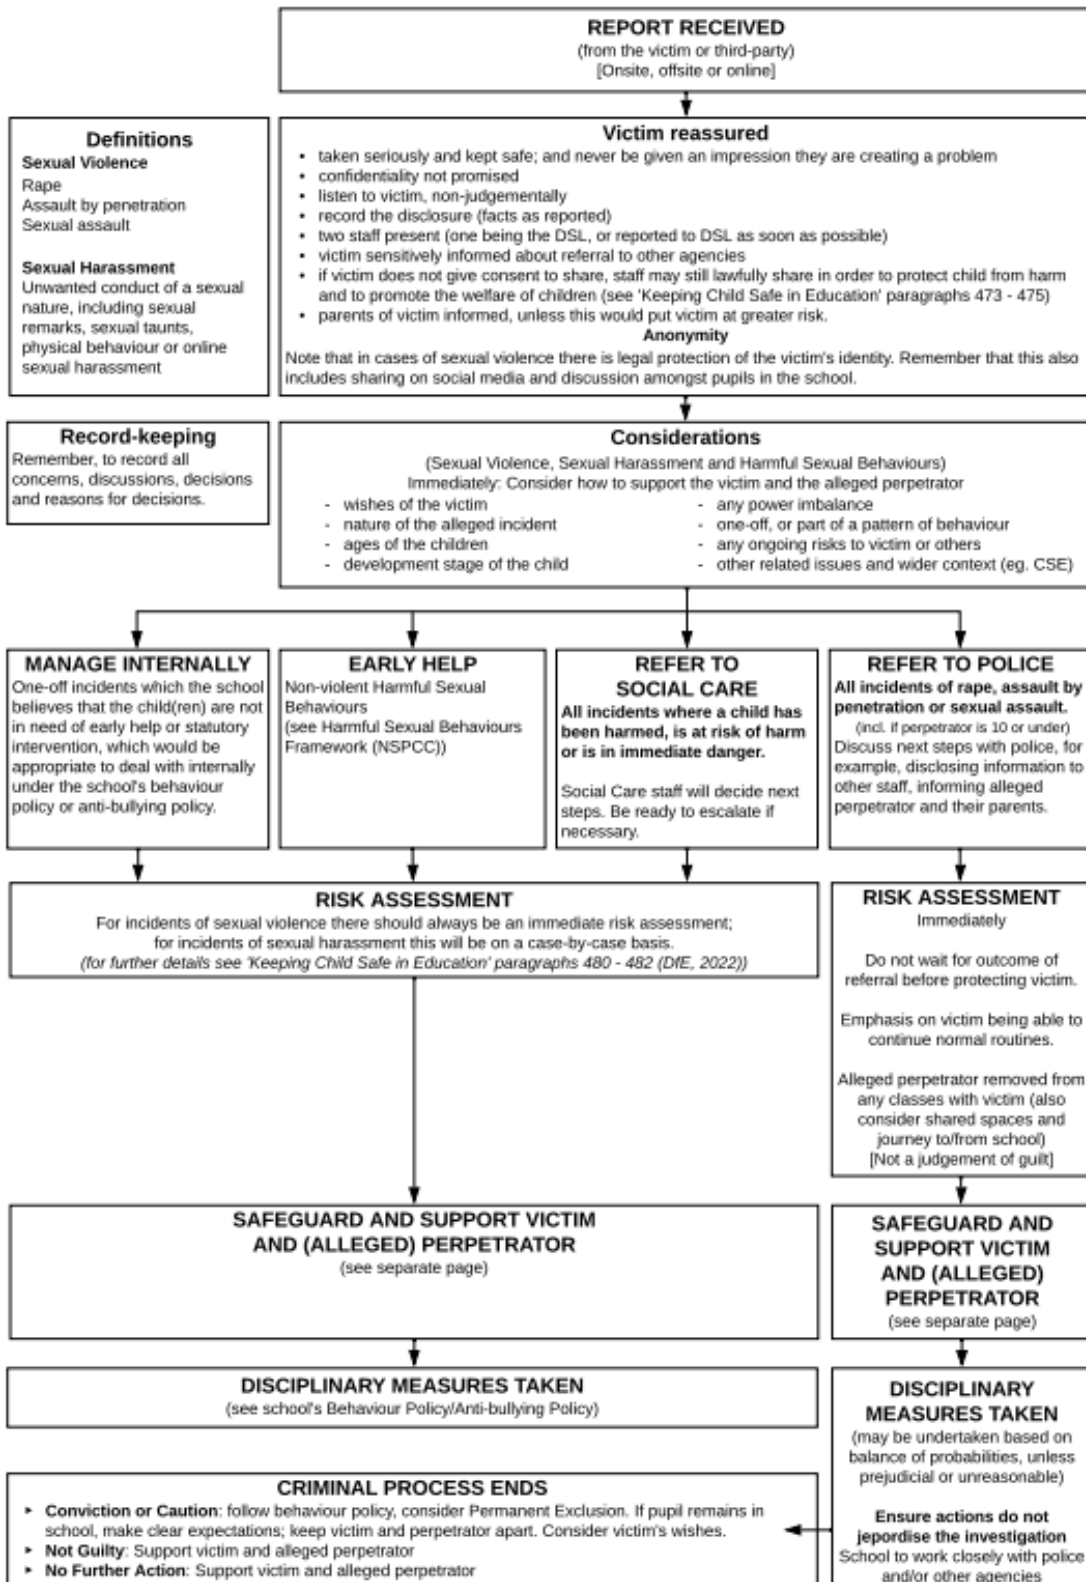 REPORT RECEIVED
(from the victim or third-party)
[Onsite, offsite or online]
Definitions
Sexual Violence
Rape
Assault by penetration
Sexual assault
Sexual Harassment
Unwanted conduct of a sexual
nature, including sexual
remarks, sexual taunts,
physical behaviour or online
sexual harassment
Victim reassured
• taken seriously and kept safe; and never be given an impression they are creating a problem
• confidentiality not promised
• listen to victim, non-judgementally
• record the disclosure (facts as reported)
• two staff present (one being the DSL, or reported to DSL as soon as possible)
• victim sensitively informed about referral to other agencies
• if victim does not give consent to share, staff may still lawfully share in order to protect child from harm
and to promote the welfare of children (see 'Keeping Child Safe in Education' paragraphs 473 - 475)
• parents of victim informed, unless this would put victim at greater risk.
Anonymity
Note that in cases of sexual violence there is legal protection of the victim's identity. Remember that this also
includes sharing on social media and discussion amongst pupils in the school.
Record-keeping
Remember, to record all
concerns, discussions, decisions
and reasons for decisions.
Considerations
(Sexual Violence, Sexual Harassment and Harmful Sexual Behaviours)
Immediately: Consider how to support the victim and the alleged perpetrator
- wishes of the victim
- nature of the alleged incident
- ages of the children
- development stage of the child
- any power imbalance
- one-off, or part of a pattern of behaviour
- any ongoing risks to victim or others
- other related issues and wider context (eg. CSE)
MANAGE INTERNALLY
One-off incidents which the school
believes that the child(ren) are not
in need of early help or statutory
intervention, which would be
appropriate to deal with internally
under the school's behaviour
policy or anti-bullying policy.
EARLY HELP
Non-violent Harmful Sexual
Behaviours
(see Harmful Sexual Behaviours
Framework (NSPCC))
REFER TO
SOCIAL CARE
All incidents where a child has
been harmed, is at risk of harm
or is in immediate danger.
Social Care staff will decide next
steps. Be ready to escalate if
necessary.
REFER TO POLICE
All incidents of rape, assault by
penetration or sexual assault.
(incl. if perpetrator is 10 or under)
Discuss next steps with police, for
example, disclosing information to
other staff, informing alleged
perpetrator and their parents.
RISK ASSESSMENT
For incidents of sexual violence there should always be an immediate risk assessment;
for incidents of sexual harassment this will be on a case-by-case basis.
(for further details see 'Keeping Child Safe in Education' paragraphs 480 - 482 (DfE, 2022))
RISK ASSESSMENT
Immediately
Do not wait for outcome of
referral before protecting victim.
Emphasis on victim being able to
continue normal routines.
Alleged perpetrator removed from
any classes with victim (also
consider shared spaces and
journey to/from school)
[Not a judgement of guilt]
SAFEGUARD AND SUPPORT VICTIM
AND (ALLEGED) PERPETRATOR
(see separate page)
SAFEGUARD AND
SUPPORT VICTIM
AND (ALLEGED)
PERPETRATOR
(see separate page)
DISCIPLINARY MEASURES TAKEN
(see school's Behaviour Policy/Anti-bullying Policy)
DISCIPLINARY
MEASURES TAKEN
(may be undertaken based on
balance of probabilities, unless
prejudicial or unreasonable)
Ensure actions do not
jepordise the investigation
School to work closely with police
and/or other agencies
CRIMINAL PROCESS ENDS
► Conviction or Caution: follow behaviour policy, consider Permanent Exclusion. If pupil remains in
school, make clear expectations; keep victim and perpetrator apart. Consider victim's wishes.
► Not Guilty: Support victim and alleged perpetrator
► No Further Action: Support victim and alleged perpetrator